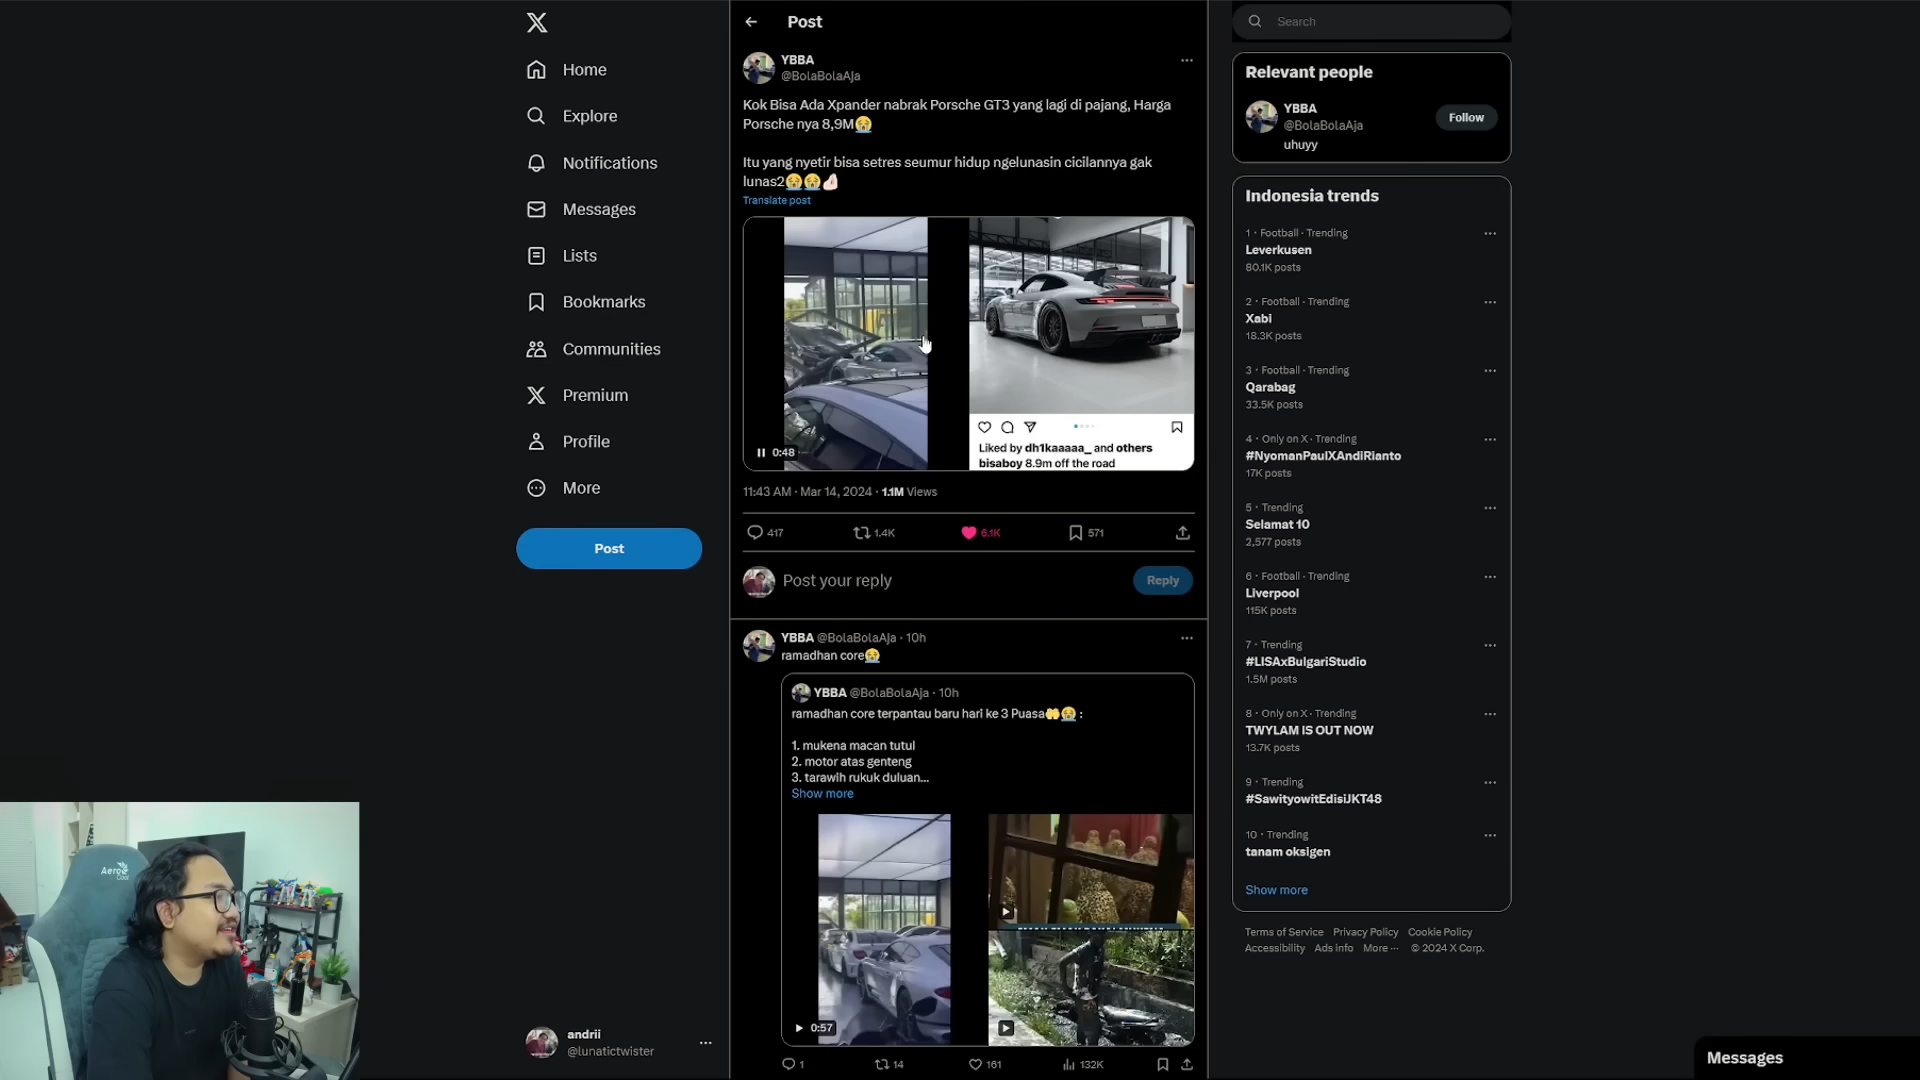 Home
Explore
Notifications
Messages
Lists
Bookmarks
Communities
Premium
Profile
More
Post
andrii
@lunatictwister
Post
YBBA
@BolaBolaAja
Kok Bisa Ada Xpander nabrak Porsche GT3 yang lagi di pajang, Harga
Porsche nya 8,9M😭
Itu yang nyetir bisa setres seumur hidup ngelunasin cicilannya gak
lunas2😭😭👌🏻
Translate post
0:48
Liked by dh1kaaaaa_ and others
bisaboy 8.9m off the road
11:43 AM · Mar 14, 2024 · 1.1M Views
417
1.4K
6.1K
571
Post your reply
Reply
YBBA @BolaBolaAja · 10h
ramadhan core😭
YBBA @BolaBolaAja · 10h
ramadhan core terpantau baru hari ke 3 Puasa🤲😭 :
1. mukena macan tutul
2. motor atas genteng
3. tarawih rukuk duluan...
Show more
0:57
1
14
161
132K
Search
Relevant people
YBBA
@BolaBolaAja
uhuyy
Follow
Indonesia trends
1 · Football · Trending
Leverkusen
80.1K posts
2 · Football · Trending
Xabi
18.3K posts
3 · Football · Trending
Qarabag
33.5K posts
4 · Only on X · Trending
#NyomanPaulXAndiRianto
17K posts
5 · Trending
Selamat 10
2,577 posts
6 · Football · Trending
Liverpool
115K posts
7 · Trending
#LISAxBulgariStudio
1.5M posts
8 · Only on X · Trending
TWYLAM IS OUT NOW
13.7K posts
9 · Trending
#SawityowitEdisiJKT48
10 · Trending
tanam oksigen
Show more
Terms of Service Privacy Policy Cookie Policy
Accessibility Ads info More ··· © 2024 X Corp.
Messages
Aero
Cool